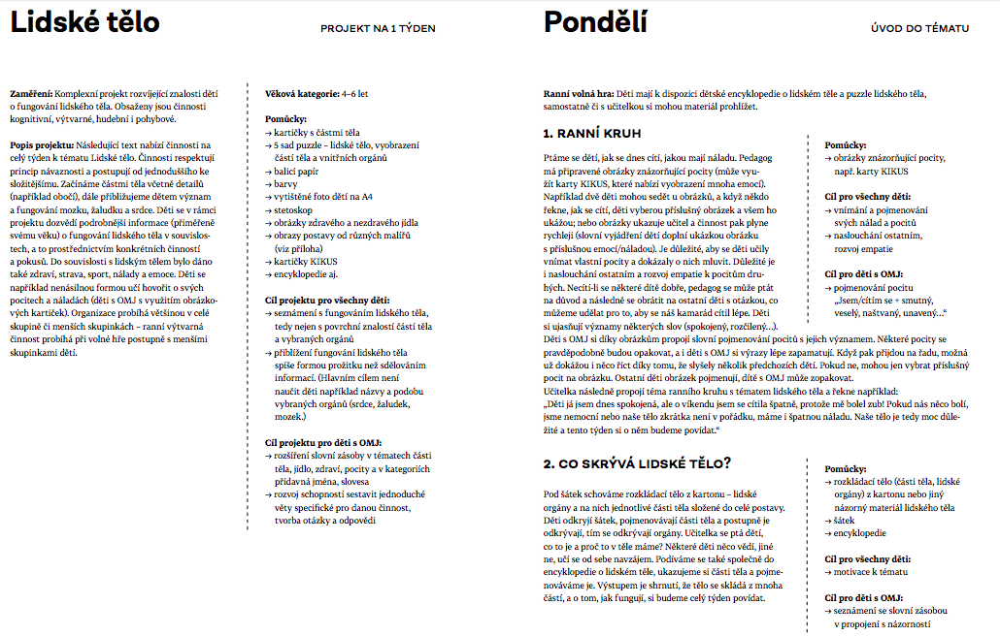 Lidské tělo
PROJEKT NA 1 TÝDEN
Zaměření: Komplexní projekt rozvíjející znalosti dětí
o fungování lidského těla. Obsaženy jsou činnosti
kognitivní, výtvarné, hudební i pohybové.
Popis projektu: Následující text nabízí činnosti na
celý týden k tématu Lidské tělo. Činnosti respektují
princip návaznosti a postupují od jednoduššího ke
složitějšímu. Začínáme částmi těla včetně detailů
(například obočí), dále přibližujeme dětem význam
a fungování mozku, žaludku a srdce. Děti se v rámci
projektu dozvědí podrobnější informace (přiměřeně
svému věku) o fungování lidského těla v souvislos-
tech, a to prostřednictvím konkrétních činností
a pokusů. Do souvislosti s lidským tělem bylo dáno
také zdraví, strava, sport, nálady a emoce. Děti se
například nenásilnou formou učí hovořit o svých
pocitech a náladách (děti s OMJ s využitím obrázko-
vých kartiček). Organizace probíhá většinou v celé
skupině či menších skupinkách – ranní výtvarná
činnost probíhá při volné hře postupně s menšími
skupinkami dětí.
Věková kategorie: 4–6 let
Pomůcky:
→ kartičky s částmi těla
→ 5 sad puzzle – lidské tělo, vyobrazení
částí těla a vnitřních orgánů
→ balicí papír
→ barvy
→ vytištěné foto dětí na A4
→ stetoskop
→ obrázky zdravého a nezdravého jídla
→ obrazy postavy od různých malířů
(viz příloha)
→ kartičky KIKUS
→ encyklopedie aj.
Cíl projektu pro všechny děti:
→ seznámení s fungováním lidského těla,
tedy nejen s povrchní znalostí částí těla
a vybraných orgánů
→ přiblížení fungování lidského těla
spíše formou prožitku než sdělováním
informací. (Hlavním cílem není
naučit děti například názvy a podobu
vybraných orgánů (srdce, žaludek,
mozek.)
Cíl projektu pro děti s OMJ:
→ rozšíření slovní zásoby v tématech části
těla, jídlo, zdraví, pocity a v kategoriích
přídavná jména, slovesa
→ rozvoj schopnosti sestavit jednoduché
věty specifické pro danou činnost,
tvorba otázky a odpovědi
Pondělí
ÚVOD DO TÉMATU
Ranní volná hra: Děti mají k dispozici dětské encyklopedie o lidském těle a puzzle lidského těla,
samostatně či s učitelkou si mohou materiál prohlížet.
1. RANNÍ KRUH
Ptáme se dětí, jak se dnes cítí, jakou mají náladu. Pedagog
má připravené obrázky znázorňující pocity (může vyu-
žít karty KIKUS, které nabízí vyobrazení mnoha emocí).
Například dvě děti mohou sedět u obrázků, a když někdo
řekne, jak se cítí, děti vyberou příslušný obrázek a všem ho
ukážou; nebo obrázky ukazuje učitel a činnost pak plyne
rychleji (slovní vyjádření dětí doplní ukázkou obrázku
s příslušnou emocí/náladou). Je důležité, aby se děti učily
vnímat vlastní pocity a dokázaly o nich mluvit. Důležité je
i naslouchání ostatním a rozvoj empatie k pocitům dru-
hých. Necítí-li se některé dítě dobře, pedagog se může ptát
na důvod a následně se obrátit na ostatní děti s otázkou, co
můžeme udělat pro to, aby se náš kamarád cítil lépe. Děti
si ujasňují významy některých slov (spokojený, rozčilený…).
Děti s OMJ si díky obrázkům propojí slovní pojmenování pocitů s jejich významem. Některé pocity se
pravděpodobně budou opakovat, a i děti s OMJ si výrazy lépe zapamatují. Když pak přijdou na řadu, možná
už dokážou i něco říct díky tomu, že slyšely několik předchozích dětí. Pokud ne, mohou jen vybrat příslušný
pocit na obrázku. Ostatní děti obrázek pojmenují, dítě s OMJ může zopakovat.
Učitelka následně propojí téma ranního kruhu s tématem lidského těla a řekne například:
„Děti já jsem dnes spokojená, ale o víkendu jsem se cítila špatně, protože mě bolel zub! Pokud nás něco bolí,
jsme nemocní nebo naše tělo zkrátka není v pořádku, máme i špatnou náladu. Naše tělo je tedy moc důle-
žité a tento týden si o něm budeme povídat.“
Pomůcky:
→ obrázky znázorňující pocity,
např. karty KIKUS
Cíl pro všechny děti:
→ vnímání a pojmenování
svých nálad a pocitů
→ naslouchání ostatním,
rozvoj empatie
Cíl pro děti s OMJ:
→ pojmenování pocitu
„Jsem/cítím se + smutný,
veselý, naštvaný, unavený…“
2. CO SKRÝVÁ LIDSKÉ TĚLO?
Pod šátek schováme rozkládací tělo z kartonu – lidské
orgány a na nich jednotlivé části těla složené do celé postavy.
Děti odkryjí šátek, pojmenovávají části těla a postupně je
odkrývají, tím se odkrývají orgány. Učitelka se ptá dětí,
co to je a proč to v těle máme? Některé děti něco vědí, jiné
ne, učí se od sebe navzájem. Podíváme se také společně do
encyklopedie o lidském těle, ukazujeme si části těla a pojme-
nováváme je. Výstupem je shrnutí, že tělo se skládá z mnoha
částí, a o tom, jak fungují, si budeme celý týden povídat.
Pomůcky:
→ rozkládací tělo (části těla, lidské
orgány) z kartonu nebo jiný
názorný materiál lidského těla
→ šátek
→ encyklopedie
Cíl pro všechny děti:
→ motivace k tématu
Cíl pro děti s OMJ:
→ seznámení se slovní zásobou
v propojení s názorností